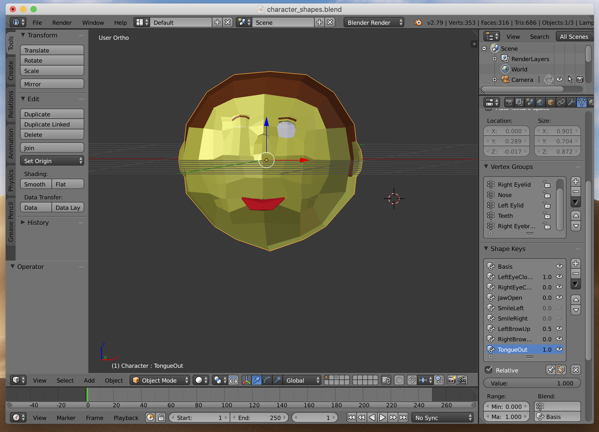 character_shapes.blend
File Render Window Help Default Scene Blender Render v2.79 | Verts:353 | Faces:316 | Tris:686 | Objects:1/3 | Lam
Tools
Create
Relations
Animation
Physics
Grease Pencil
Transform
Translate
Rotate
Scale
Mirror
Edit
Duplicate
Duplicate Linked
Delete
Join
Set Origin
Shading:
Smooth Flat
Data Transfer:
Data Data Lay
History
Operator
User Ortho
(1) Character : TongueOut
View Search All Scenes
Scene
RenderLayers
World
Camera
Location: Size:
X: 0.000 X: 0.901
Y: 0.289 Y: 0.704
Z: -0.017 Z: 0.872
Vertex Groups
Right Eyelid
Nose
Left Eylid
Teeth
Right Eyebr...
Shape Keys
Basis
LeftEyeClo... 1.0
RightEyeC... 0.0
JawOpen 0.0
SmileLeft 0.0
SmileRight 0.0
LeftBrowUp 0.5
RightBrow... 0.0
TongueOut 1.0
Relative
Value: 1.000
Range: Blend:
Min: 0.000
Ma: 1.000 Basis
View Select Add Object Object Mode Global
-40 -20 0 20 40 60 80 100 120 140 160 180 200 220 240 260
View Marker Frame Playback Start: 1 End: 250 1 No Sync